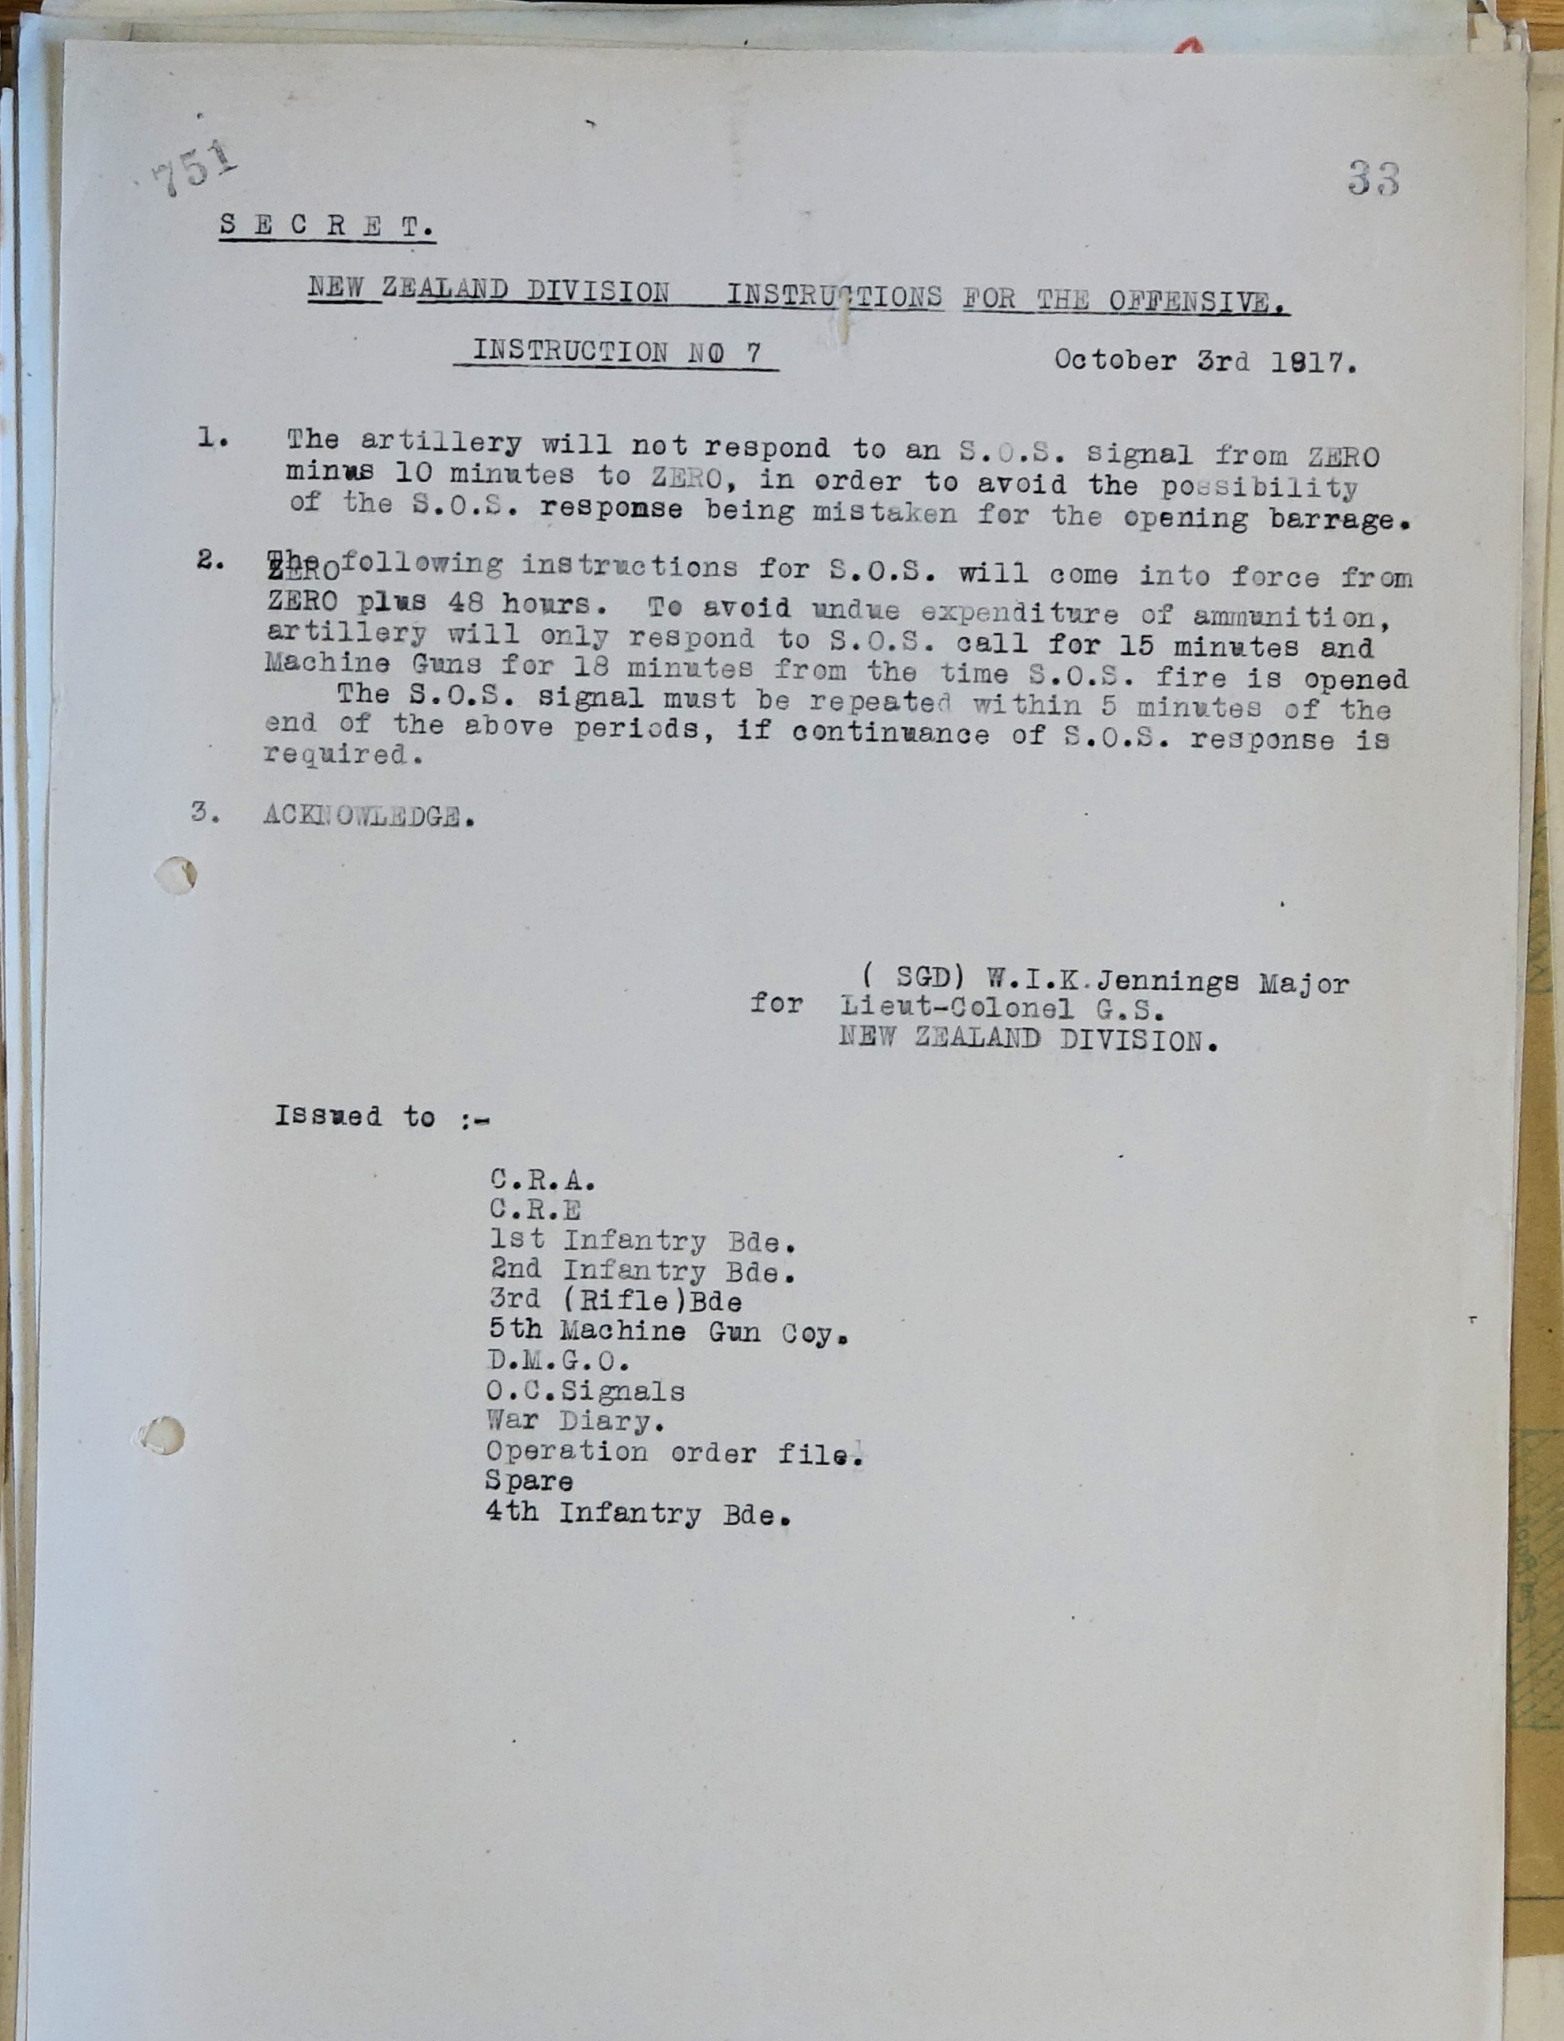 751
33
S E C R E T.
NEW ZEALAND DIVISION INSTRUCTIONS FOR THE OFFENSIVE.
INSTRUCTION NO 7 October 3rd 1917.
1. The artillery will not respond to an S.O.S. signal from ZERO
minus 10 minutes to ZERO, in order to avoid the possibility
of the S.O.S. response being mistaken for the opening barrage.
2. The following instructions for S.O.S. will come into force from
ZERO plus 48 hours. To avoid undue expenditure of ammunition,
artillery will only respond to S.O.S. call for 15 minutes and
Machine Guns for 18 minutes from the time S.O.S. fire is opened
The S.O.S. signal must be repeated within 5 minutes of the
end of the above periods, if continuance of S.O.S. response is
required.
3. ACKNOWLEDGE.
( SGD) W.I.K.Jennings Major
for Lieut-Colonel G.S.
NEW ZEALAND DIVISION.
Issued to :-
C.R.A.
C.R.E
1st Infantry Bde.
2nd Infantry Bde.
3rd (Rifle)Bde
5th Machine Gun Coy.
D.M.G.O.
O.C.Signals
War Diary.
Operation order file.
Spare
4th Infantry Bde.